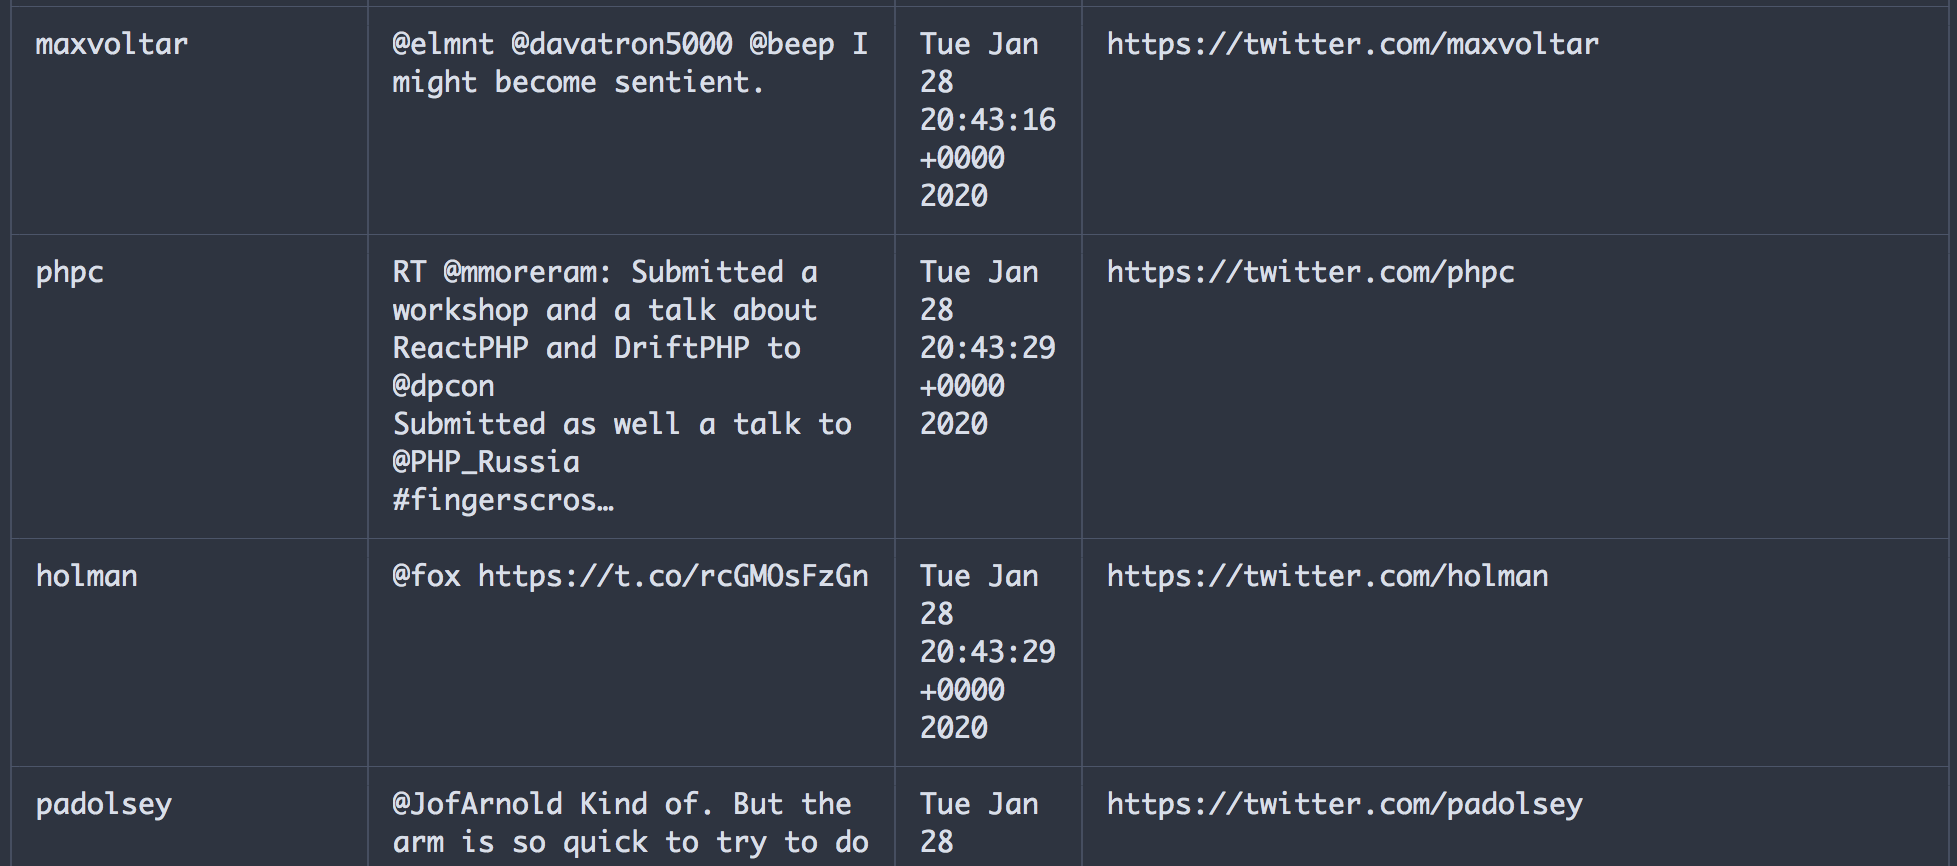 maxvoltar
@elmnt @davatron5000 @beep I
might become sentient.
Tue Jan
28
20:43:16
+0000
2020
https://twitter.com/maxvoltar
phpc
RT @mmoreram: Submitted a
workshop and a talk about
ReactPHP and DriftPHP to
@dpcon
Submitted as well a talk to
@PHP_Russia
#fingerscros…
Tue Jan
28
20:43:29
+0000
2020
https://twitter.com/phpc
holman
@fox https://t.co/rcGMOsFzGn
Tue Jan
28
20:43:29
+0000
2020
https://twitter.com/holman
padolsey
@JofArnold Kind of. But the
arm is so quick to try to do
Tue Jan
28
https://twitter.com/padolsey